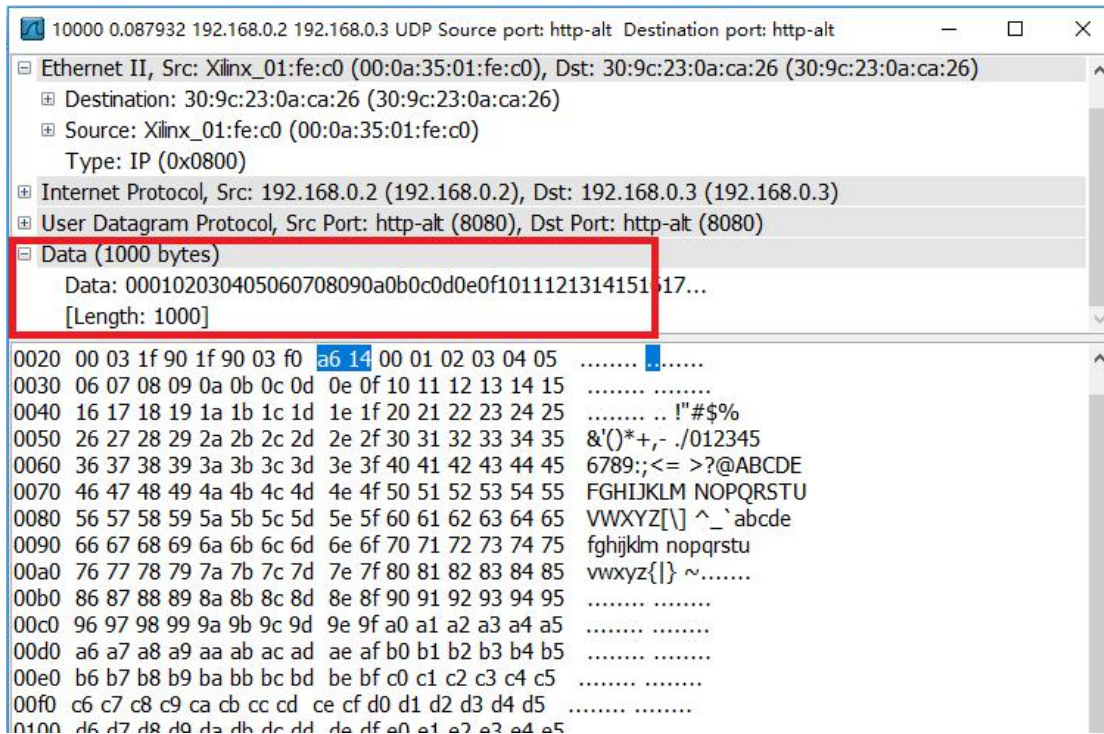 10000 0.087932 192.168.0.2 192.168.0.3 UDP Source port: http-alt  Destination port: http-alt
Ethernet II, Src: Xilinx_01:fe:c0 (00:0a:35:01:fe:c0), Dst: 30:9c:23:0a:ca:26 (30:9c:23:0a:ca:26)
Destination: 30:9c:23:0a:ca:26 (30:9c:23:0a:ca:26)
Source: Xilinx_01:fe:c0 (00:0a:35:01:fe:c0)
Type: IP (0x0800)
Internet Protocol, Src: 192.168.0.2 (192.168.0.2), Dst: 192.168.0.3 (192.168.0.3)
User Datagram Protocol, Src Port: http-alt (8080), Dst Port: http-alt (8080)
Data (1000 bytes)
Data: 000102030405060708090a0b0c0d0e0f1011121314151617...
[Length: 1000]
0020 00 03 1f 90 1f 90 03 f0 a6 14 00 01 02 03 04 05 ........ ........
0030 06 07 08 09 0a 0b 0c 0d 0e 0f 10 11 12 13 14 15 ........ ........
0040 16 17 18 19 1a 1b 1c 1d 1e 1f 20 21 22 23 24 25 ........ .. !"#$%
0050 26 27 28 29 2a 2b 2c 2d 2e 2f 30 31 32 33 34 35 &'()*+,- ./012345
0060 36 37 38 39 3a 3b 3c 3d 3e 3f 40 41 42 43 44 45 6789:;<= >?@ABCDE
0070 46 47 48 49 4a 4b 4c 4d 4e 4f 50 51 52 53 54 55 FGHIJKLM NOPQRSTU
0080 56 57 58 59 5a 5b 5c 5d 5e 5f 60 61 62 63 64 65 VWXYZ[\] ^_`abcde
0090 66 67 68 69 6a 6b 6c 6d 6e 6f 70 71 72 73 74 75 fghijklm nopqrstu
00a0 76 77 78 79 7a 7b 7c 7d 7e 7f 80 81 82 83 84 85 vwxyz{|} ~.......
00b0 86 87 88 89 8a 8b 8c 8d 8e 8f 90 91 92 93 94 95 ........ ........
00c0 96 97 98 99 9a 9b 9c 9d 9e 9f a0 a1 a2 a3 a4 a5 ........ ........
00d0 a6 a7 a8 a9 aa ab ac ad ae af b0 b1 b2 b3 b4 b5 ........ ........
00e0 b6 b7 b8 b9 ba bb bc bd be bf c0 c1 c2 c3 c4 c5 ........ ........
00f0 c6 c7 c8 c9 ca cb cc cd ce cf d0 d1 d2 d3 d4 d5 ........ ........
0100 d6 d7 d8 d9 da db dc dd de df e0 e1 e2 e3 e4 e5